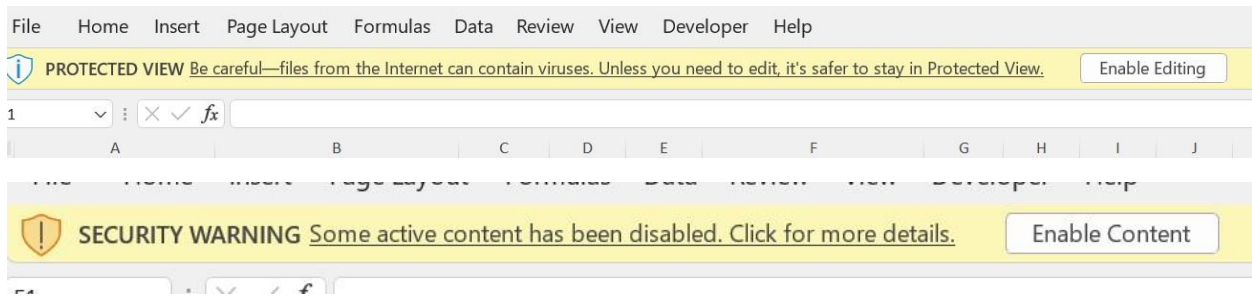 File Home Insert Page Layout Formulas Data Review View Developer Help
PROTECTED VIEW Be careful—files from the Internet can contain viruses. Unless you need to edit, it's safer to stay in Protected View. Enable Editing
1 fx
A B C D E F G H I J
SECURITY WARNING Some active content has been disabled. Click for more details. Enable Content